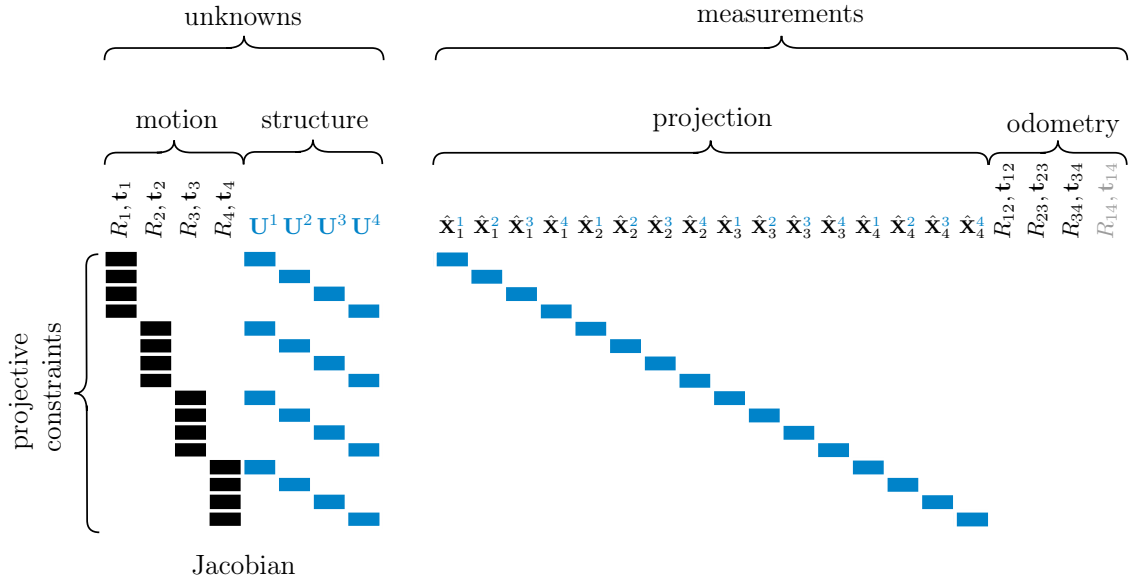 unknowns
measurements
motion
structure
projection
odometry
R₁, t₁
R₂, t₂
R₃, t₃
R₄, t₄
U¹ U² U³ U⁴
x̂₁¹ x̂₁² x̂₁³ x̂₁⁴ x̂₂¹ x̂₂² x̂₂³ x̂₂⁴ x̂₃¹ x̂₃² x̂₃³ x̂₃⁴ x̂₄¹ x̂₄² x̂₄³ x̂₄⁴
R₁₂, t₁₂
R₂₃, t₂₃
R₃₄, t₃₄
R₁₄, t₁₄
projective
constraints
Jacobian